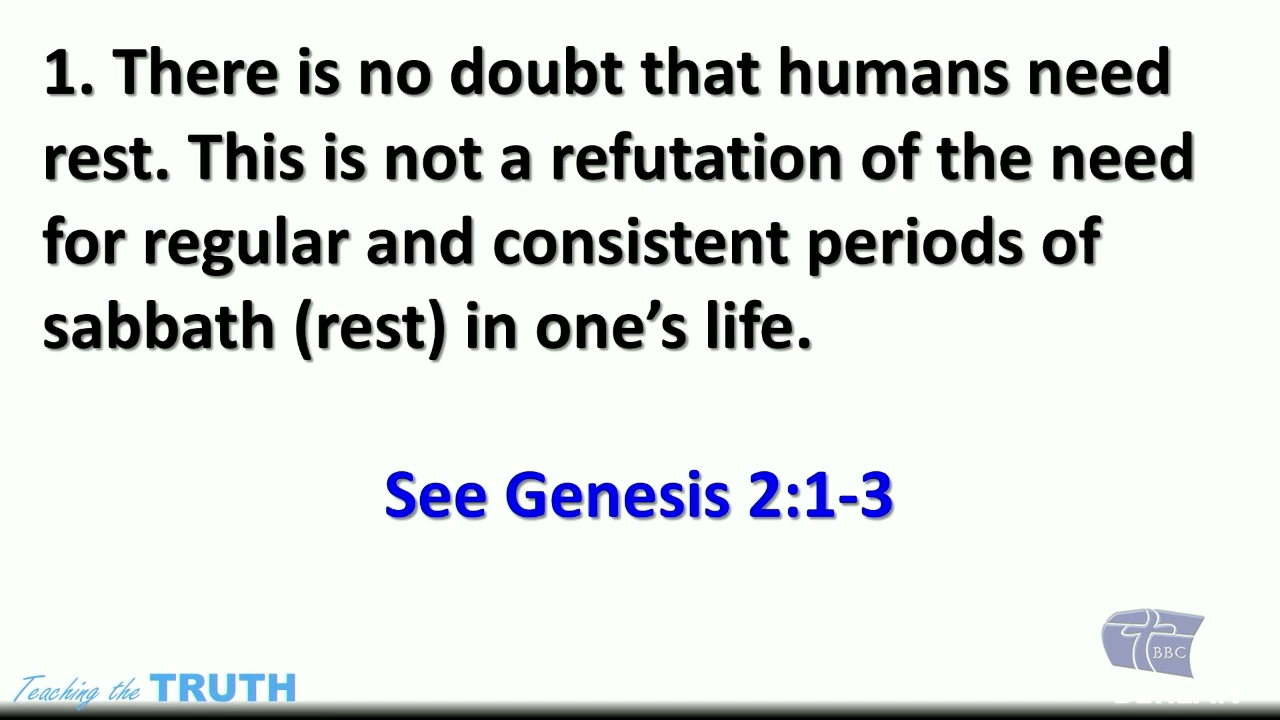 1. There is no doubt that humans need
rest. This is not a refutation of the need
for regular and consistent periods of
sabbath (rest) in one’s life.
See Genesis 2:1-3
BBC
Teaching the TRUTH